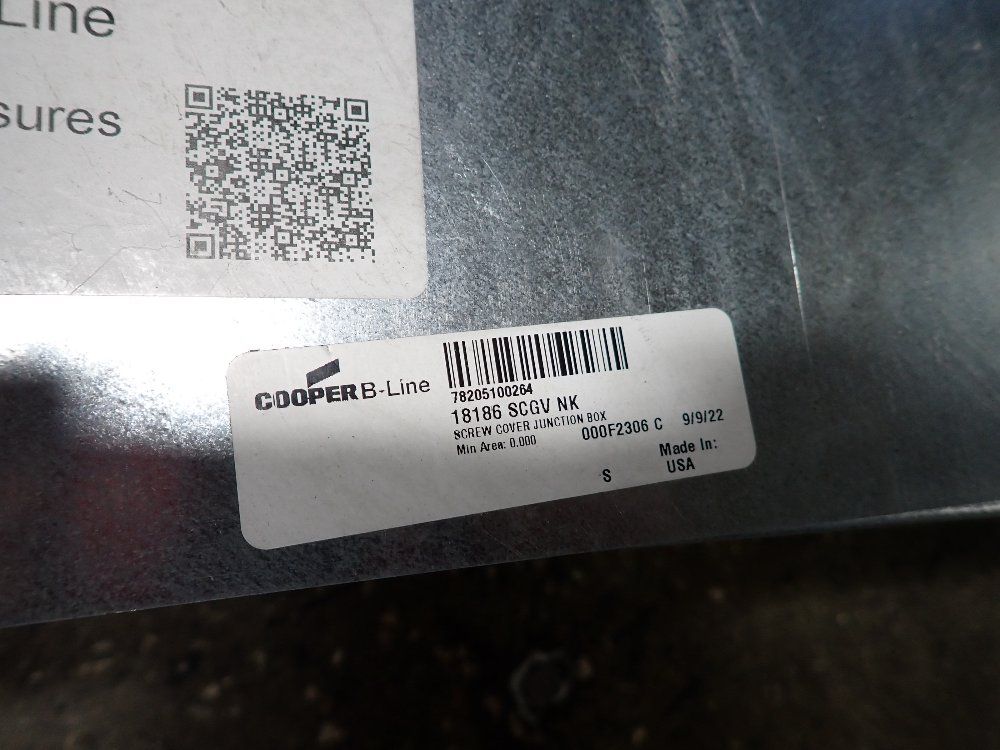 Line
sures
COOPER B-Line
78205100264
18186 SCGV NK
SCREW COVER JUNCTION BOX
Min Area: 0.000
000F2306 C 9/9/22
Made In:
S USA